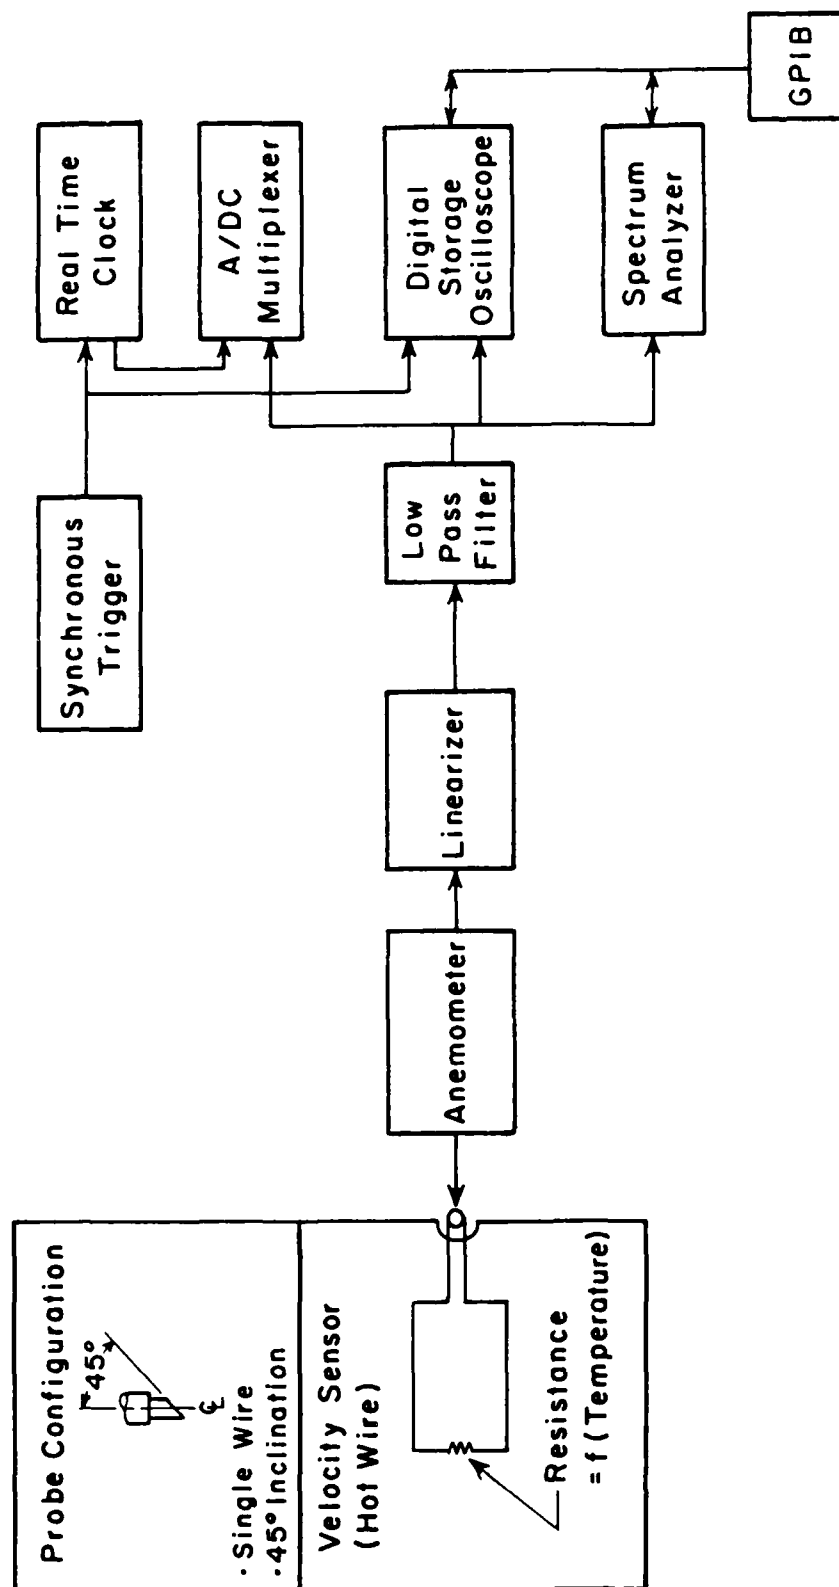 Probe Configuration
45°
℄
·Single Wire
·45° Inclination
Velocity Sensor
(Hot Wire)
Resistance
=f(Temperature)
Anemometer
Linearizer
Low
Pass
Filter
Synchronous
Trigger
Real Time
Clock
A/DC
Multiplexer
Digital
Storage
Oscilloscope
Spectrum
Analyzer
GPIB